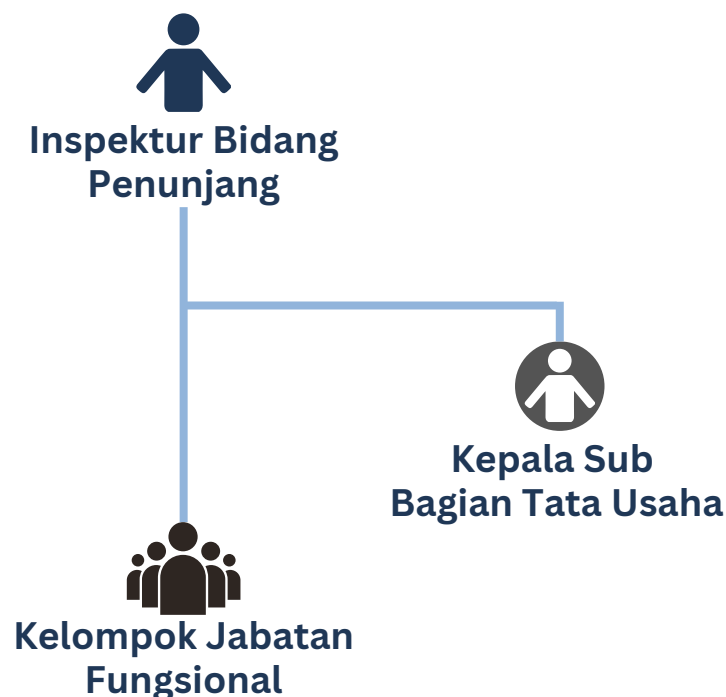 Inspektur Bidang
Penunjang
Kepala Sub
Bagian Tata Usaha
Kelompok Jabatan
Fungsional